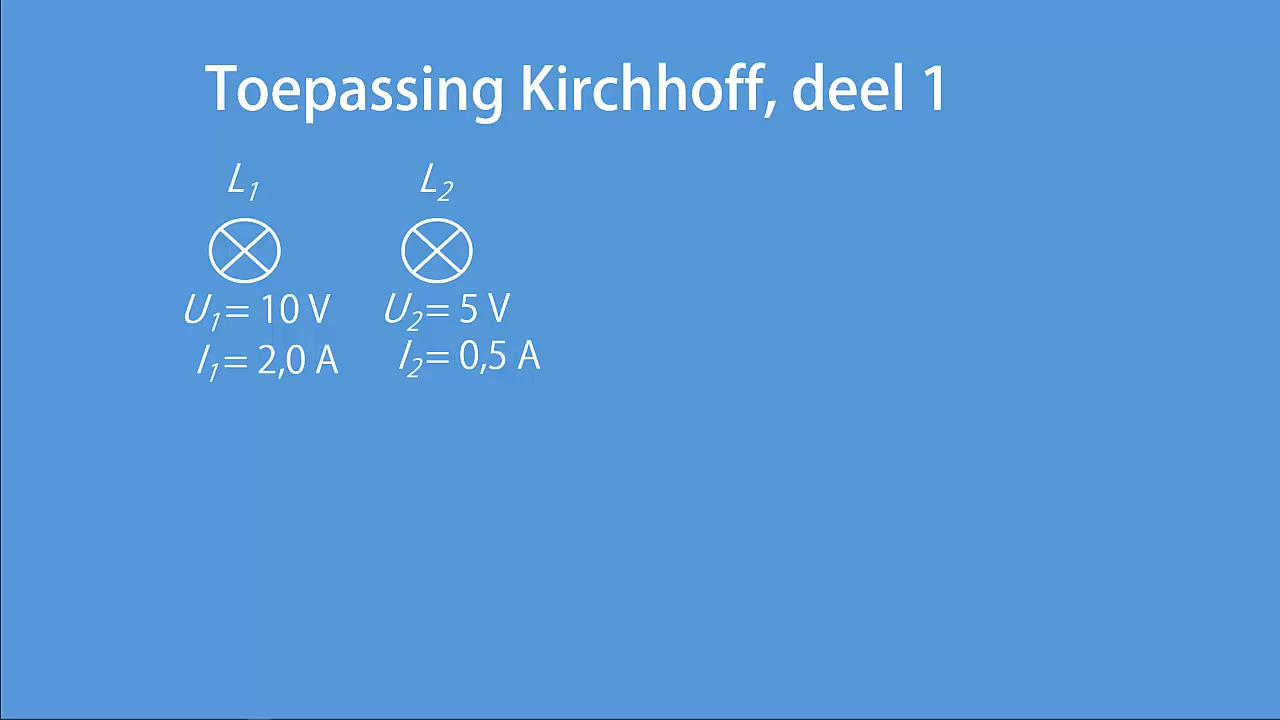 Toepassing Kirchhoff, deel 1
L1 L2
U1 = 10 V U2 = 5 V
I1 = 2,0 A I2 = 0,5 A